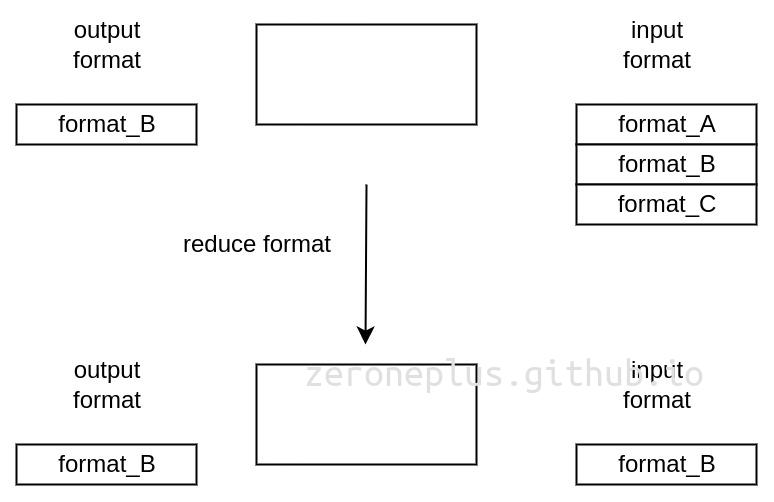 output
format
input
format
format_B
format_A
format_B
format_C
reduce format
output
format
zeroneplus.github.io
input
format
format_B
format_B